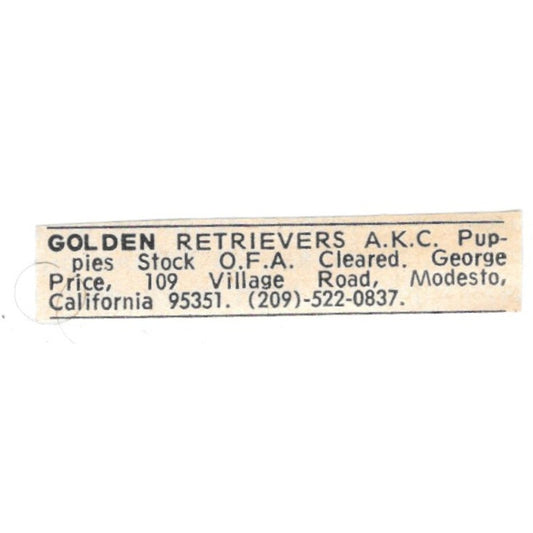 GOLDEN RETRIEVERS A.K.C. Pup-
pies Stock O.F.A. Cleared. George
Price, 109 Village Road, Modesto,
California 95351. (209)-522-0837.